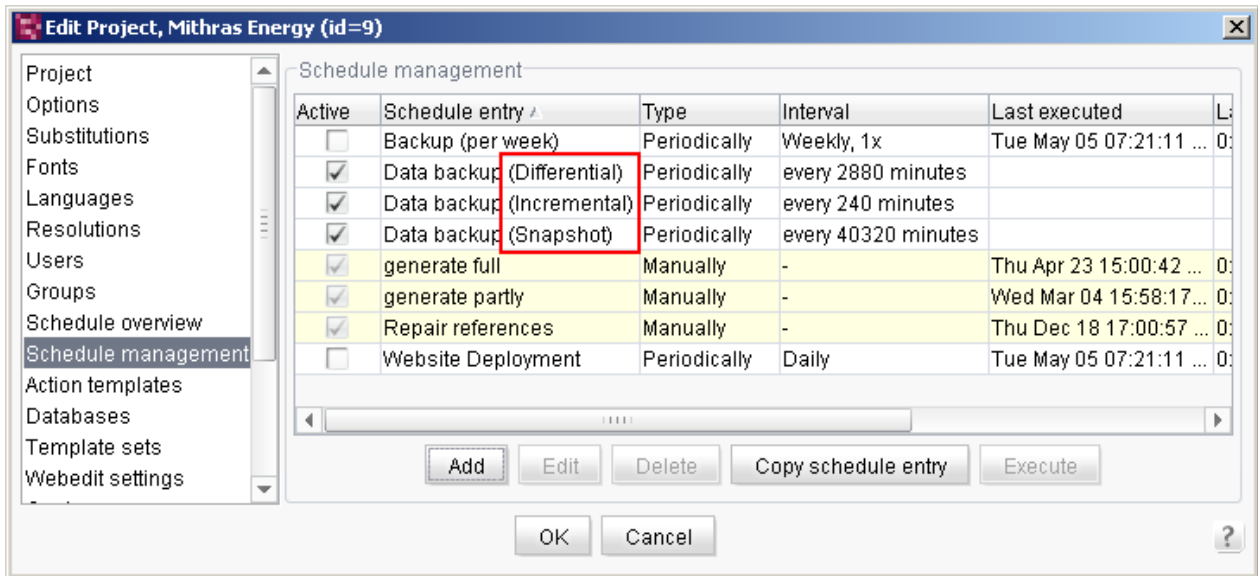 Edit Project, Mithras Energy (id=9)
Project
Options
Substitutions
Fonts
Languages
Resolutions
Users
Groups
Schedule overview
Schedule management
Action templates
Databases
Template sets
Webedit settings
Schedule management
Active Schedule entry Type Interval Last executed
Backup (per week) Periodically Weekly, 1x Tue May 05 07:21:11 ... 0:
Data backup (Differential) Periodically every 2880 minutes
Data backup (Incremental) Periodically every 240 minutes
Data backup (Snapshot) Periodically every 40320 minutes
generate full Manually - Thu Apr 23 15:00:42 ... 0:
generate partly Manually - Wed Mar 04 15:58:17... 0:
Repair references Manually - Thu Dec 18 17:00:57 ... 0:
Website Deployment Periodically Daily Tue May 05 07:21:11 ... 0:
Add Edit Delete Copy schedule entry Execute
OK Cancel ?